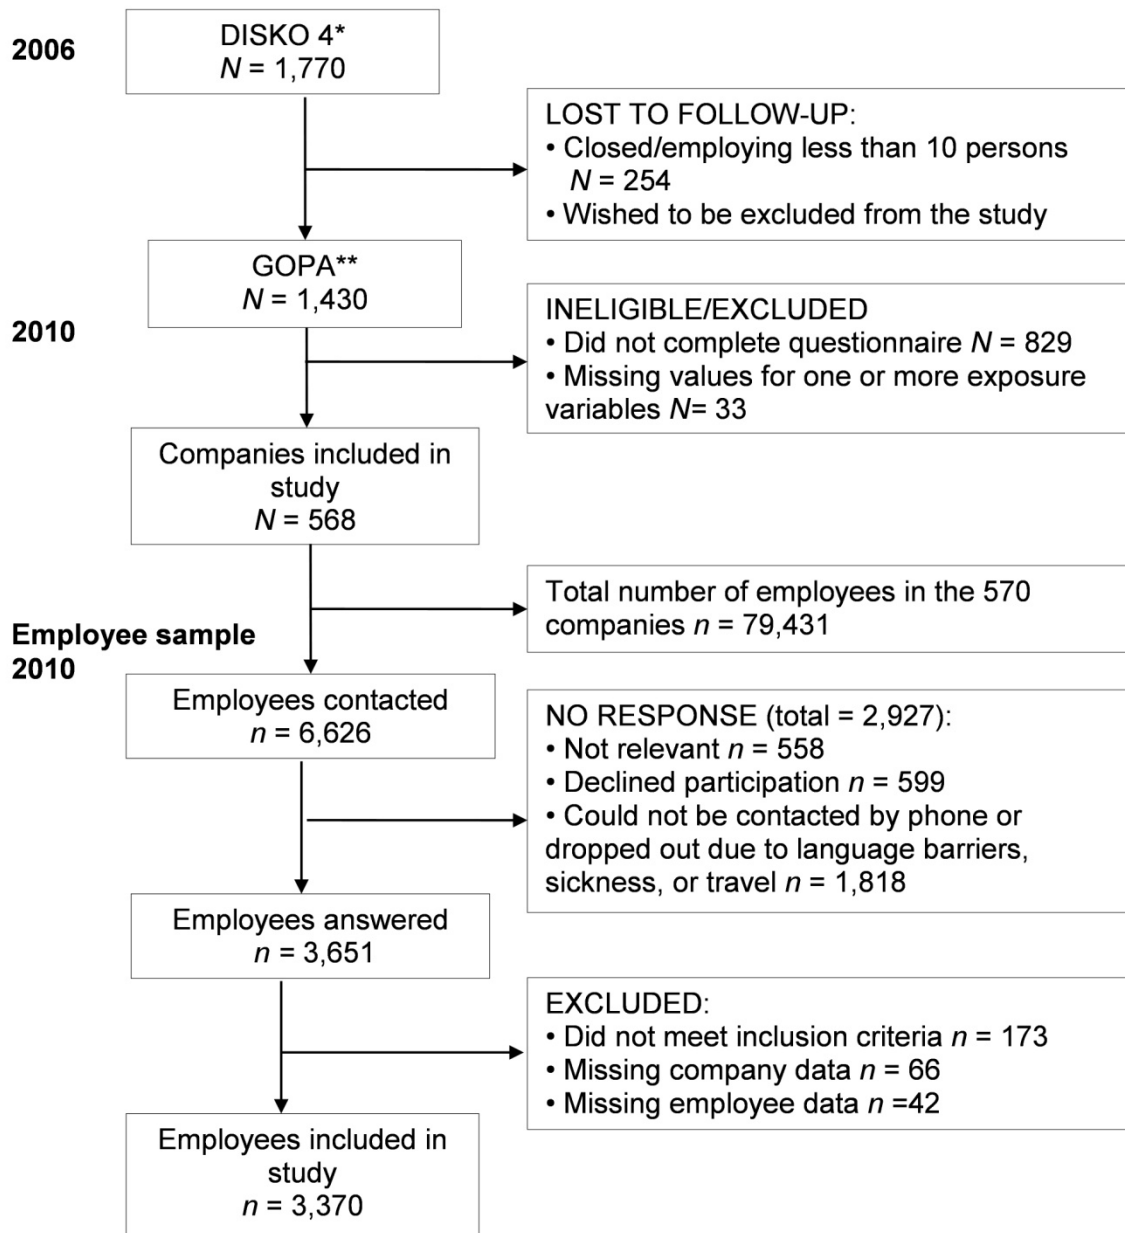 2006
DISKO 4*
N = 1,770
LOST TO FOLLOW-UP:
• Closed/employing less than 10 persons
N = 254
• Wished to be excluded from the study
GOPA**
N = 1,430
2010
INELIGIBLE/EXCLUDED
• Did not complete questionnaire N = 829
• Missing values for one or more exposure
variables N= 33
Companies included in
study
N = 568
Total number of employees in the 570
companies n = 79,431
Employee sample
2010
Employees contacted
n = 6,626
NO RESPONSE (total = 2,927):
• Not relevant n = 558
• Declined participation n = 599
• Could not be contacted by phone or
dropped out due to language barriers,
sickness, or travel n = 1,818
Employees answered
n = 3,651
EXCLUDED:
• Did not meet inclusion criteria n = 173
• Missing company data n = 66
• Missing employee data n =42
Employees included in
study
n = 3,370